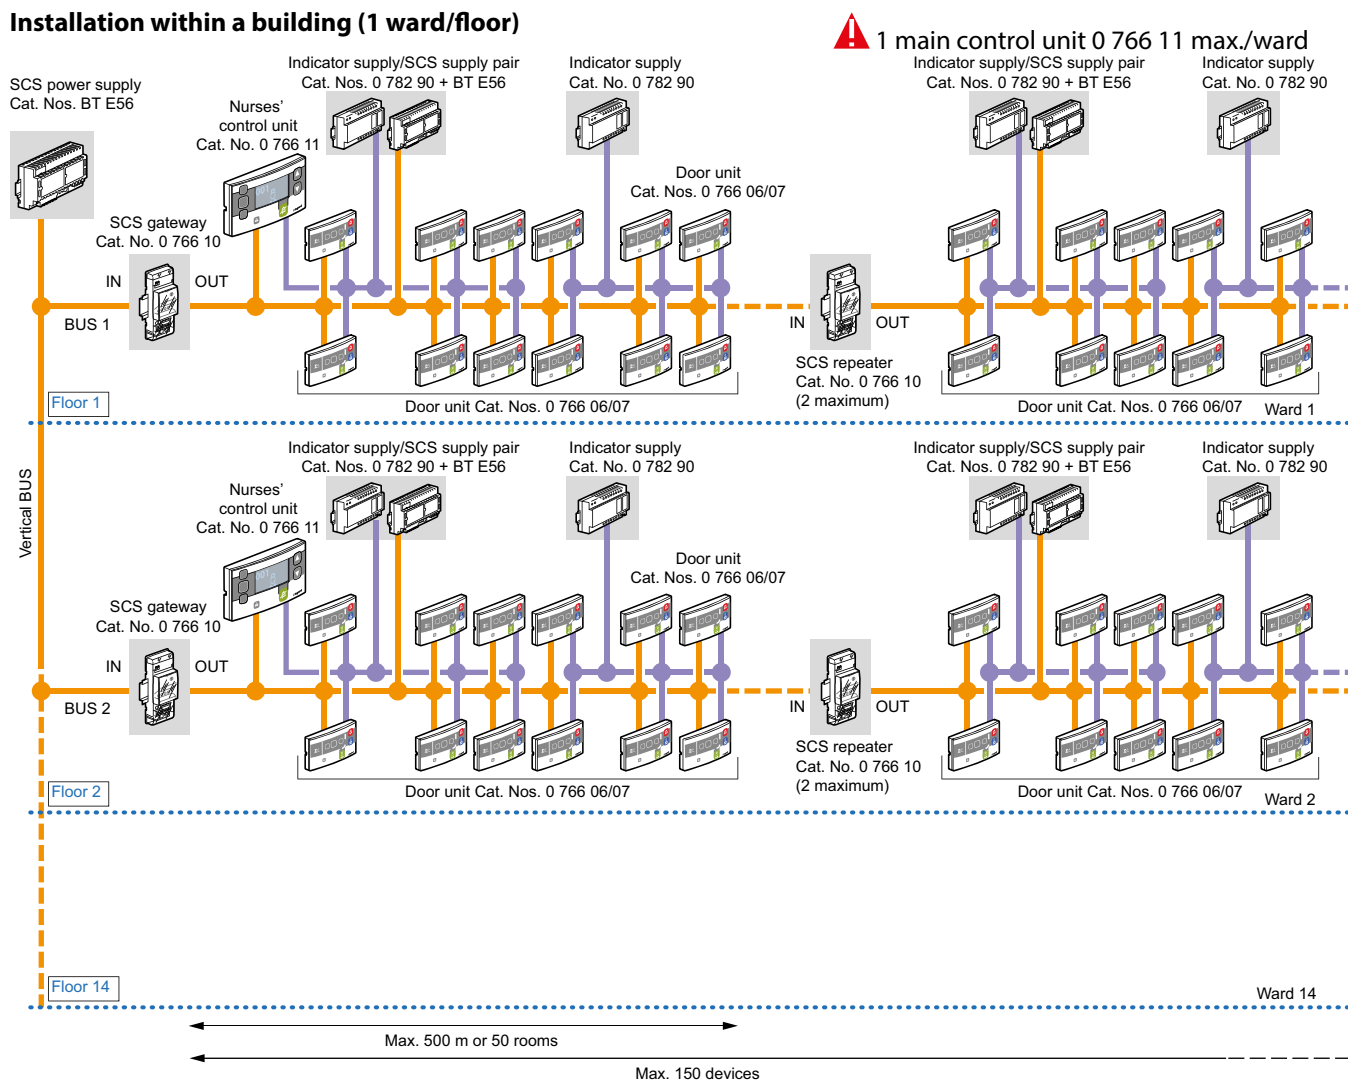 Installation within a building (1 ward/floor)
1 main control unit 0 766 11 max./ward
SCS power supply
Cat. Nos. BT E56
Nurses'
control unit
Cat. No. 0 766 11
Indicator supply/SCS supply pair
Cat. Nos. 0 782 90 + BT E56
Indicator supply
Cat. No. 0 782 90
Door unit
Cat. Nos. 0 766 06/07
Indicator supply/SCS supply pair
Cat. Nos. 0 782 90 + BT E56
Indicator supply
Cat. No. 0 782 90
SCS gateway
Cat. No. 0 766 10
IN
OUT
BUS 1
IN
OUT
SCS repeater
Cat. No. 0 766 10
(2 maximum)
Floor 1
Door unit Cat. Nos. 0 766 06/07
Door unit Cat. Nos. 0 766 06/07
Ward 1
Vertical BUS
Nurses'
control unit
Cat. No. 0 766 11
Indicator supply/SCS supply pair
Cat. Nos. 0 782 90 + BT E56
Indicator supply
Cat. No. 0 782 90
Door unit
Cat. Nos. 0 766 06/07
Indicator supply/SCS supply pair
Cat. Nos. 0 782 90 + BT E56
Indicator supply
Cat. No. 0 782 90
SCS gateway
Cat. No. 0 766 10
IN
OUT
BUS 2
IN
OUT
SCS repeater
Cat. No. 0 766 10
(2 maximum)
Floor 2
Door unit Cat. Nos. 0 766 06/07
Door unit Cat. Nos. 0 766 06/07
Ward 2
Floor 14
Ward 14
Max. 500 m or 50 rooms
Max. 150 devices